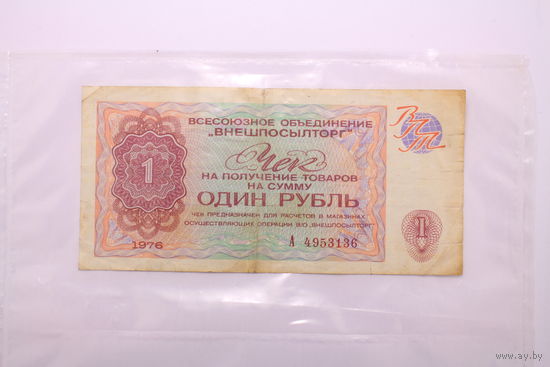 ВСЕСОЮЗНОЕ ОБЪЕДИНЕНИЕ
„ВНЕШПОСЫЛТОРГ"
ВПТ
Чек
НА ПОЛУЧЕНИЕ ТОВАРОВ
НА СУММУ
ОДИН РУБЛЬ
ЧЕК ПРЕДНАЗНАЧЕН ДЛЯ РАСЧЕТОВ В МАГАЗИНАХ,
ОСУЩЕСТВЛЯЮЩИХ ОПЕРАЦИИ В/О „ВНЕШПОСЫЛТОРГ"
1
1
1976
А 4953136
www.ay.by